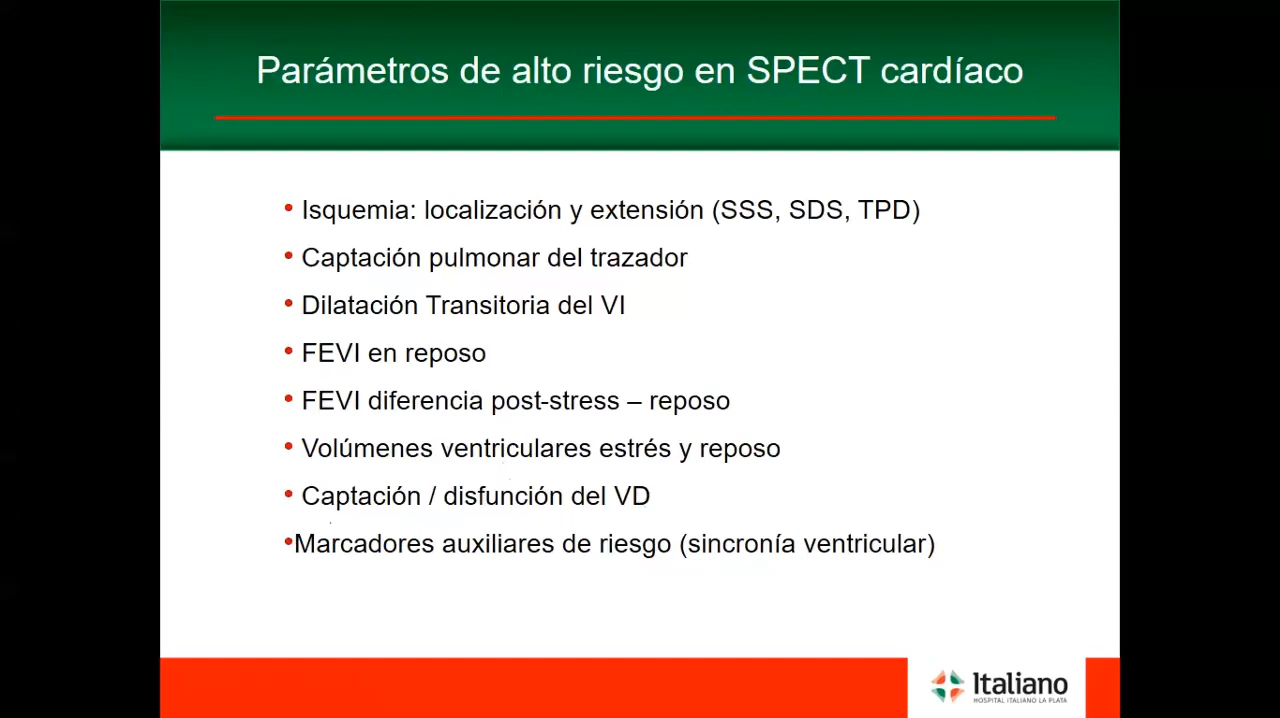 Parámetros de alto riesgo en SPECT cardíaco
• Isquemia: localización y extensión (SSS, SDS, TPD)
• Captación pulmonar del trazador
• Dilatación Transitoria del VI
• FEVI en reposo
• FEVI diferencia post-stress – reposo
• Volúmenes ventriculares estrés y reposo
• Captación / disfunción del VD
•Marcadores auxiliares de riesgo (sincronía ventricular)
Italiano
HOSPITAL ITALIANO LA PLATA